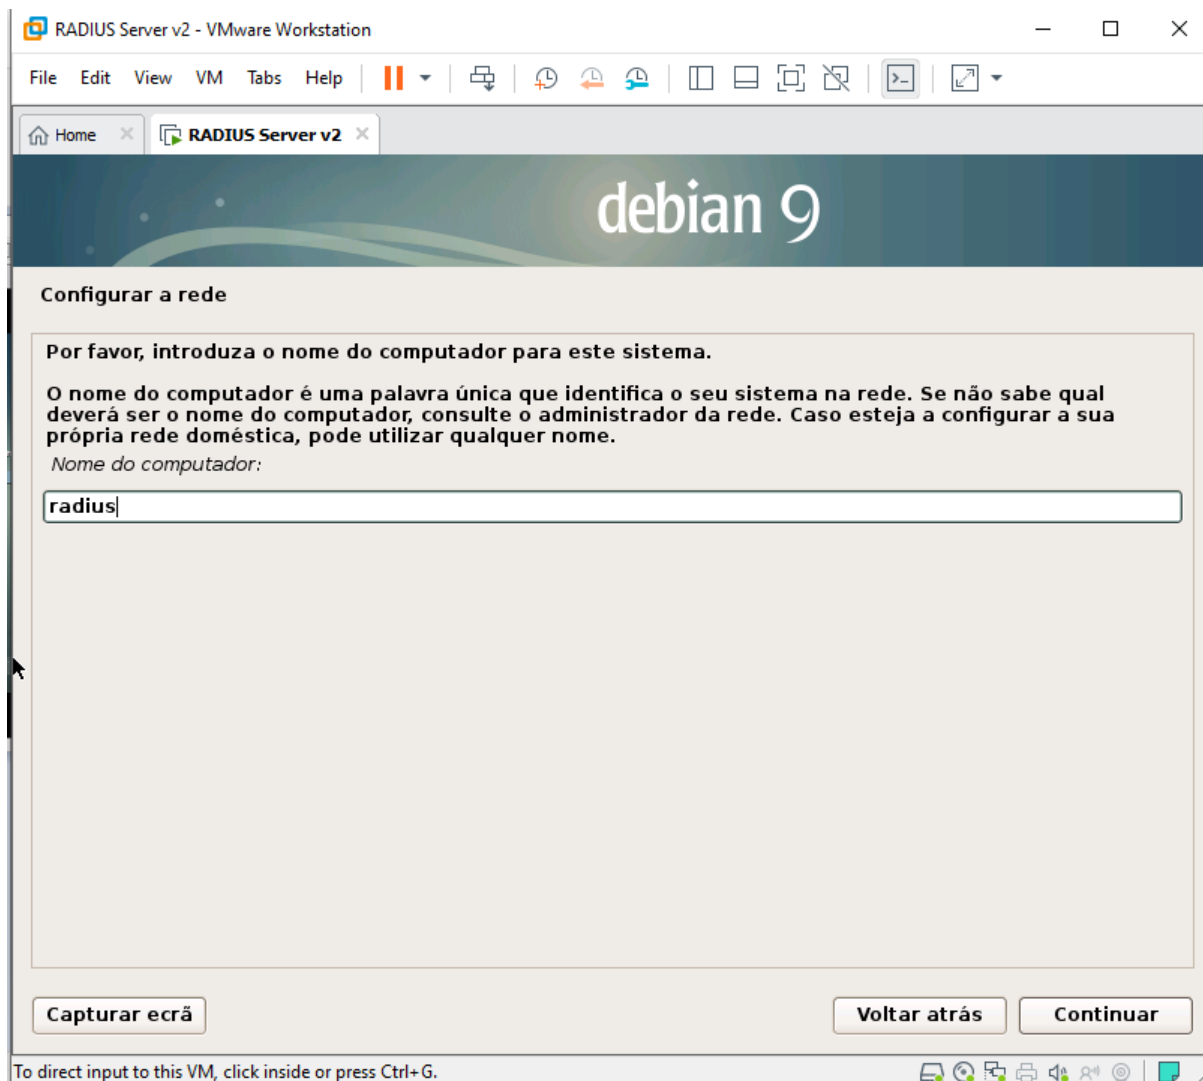 RADIUS Server v2 - VMware Workstation
File Edit View VM Tabs Help
Home
RADIUS Server v2
debian 9
Configurar a rede
Por favor, introduza o nome do computador para este sistema.
O nome do computador é uma palavra única que identifica o seu sistema na rede. Se não sabe qual
deverá ser o nome do computador, consulte o administrador da rede. Caso esteja a configurar a sua
própria rede doméstica, pode utilizar qualquer nome.
Nome do computador:
radius
Capturar ecrã
Voltar atrás
Continuar
To direct input to this VM, click inside or press Ctrl+G.